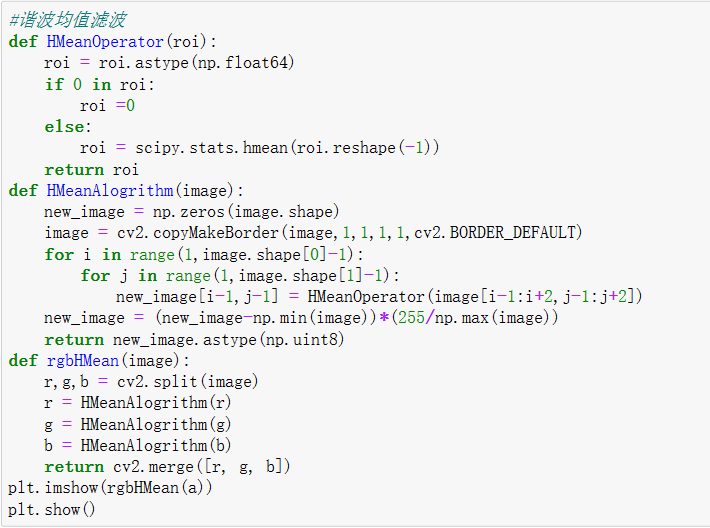 #谐波均值滤波
def HMeanOperator(roi):
    roi = roi.astype(np.float64)
    if 0 in roi:
        roi =0
    else:
        roi = scipy.stats.hmean(roi.reshape(-1))
    return roi
def HMeanAlogrithm(image):
    new_image = np.zeros(image.shape)
    image = cv2.copyMakeBorder(image,1,1,1,1,cv2.BORDER_DEFAULT)
    for i in range(1,image.shape[0]-1):
        for j in range(1,image.shape[1]-1):
            new_image[i-1,j-1] = HMeanOperator(image[i-1:i+2,j-1:j+2])
    new_image = (new_image-np.min(image))*(255/np.max(image))
    return new_image.astype(np.uint8)
def rgbHMean(image):
    r,g,b = cv2.split(image)
    r = HMeanAlogrithm(r)
    g = HMeanAlogrithm(g)
    b = HMeanAlogrithm(b)
    return cv2.merge([r, g, b])
plt.imshow(rgbHMean(a))
plt.show()